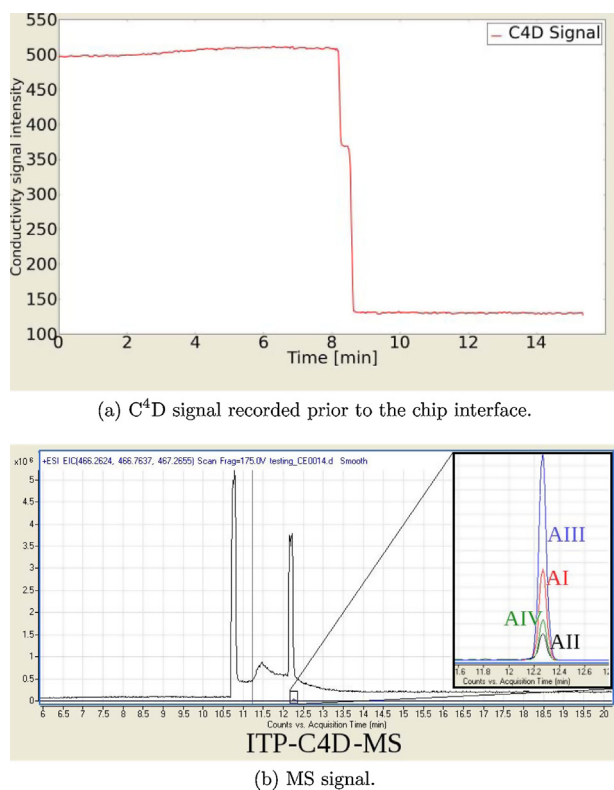 550
C4D Signal
500
450
400
350
300
250
200
150
100
Conductivity signal intensity
0 2 4 6 8 10 12 14
Time [min]
(a) C⁴D signal recorded prior to the chip interface.
x10 6 +ESI EIC(466.2624, 466.7637, 467.2655) Scan Frag=175.0V testing_CE0014.d Smooth
5
4.5
4
3.5
3
2.5
2
1.5
1
0.5
0
AIII
AI
AIV
AII
11.6 11.8 12 12.2 12.4 12.6
Counts vs. Acquisition Time (min)
6 6.5 7 7.5 8 8.5 9 9.5 10 10.5 11 11.5 12 12.5 13 13.5 14 14.5 15 15.5 16 16.5 17 17.5 18 18.5 19 19.5 20
Counts vs. Acquisition Time (min)
ITP-C4D-MS
(b) MS signal.